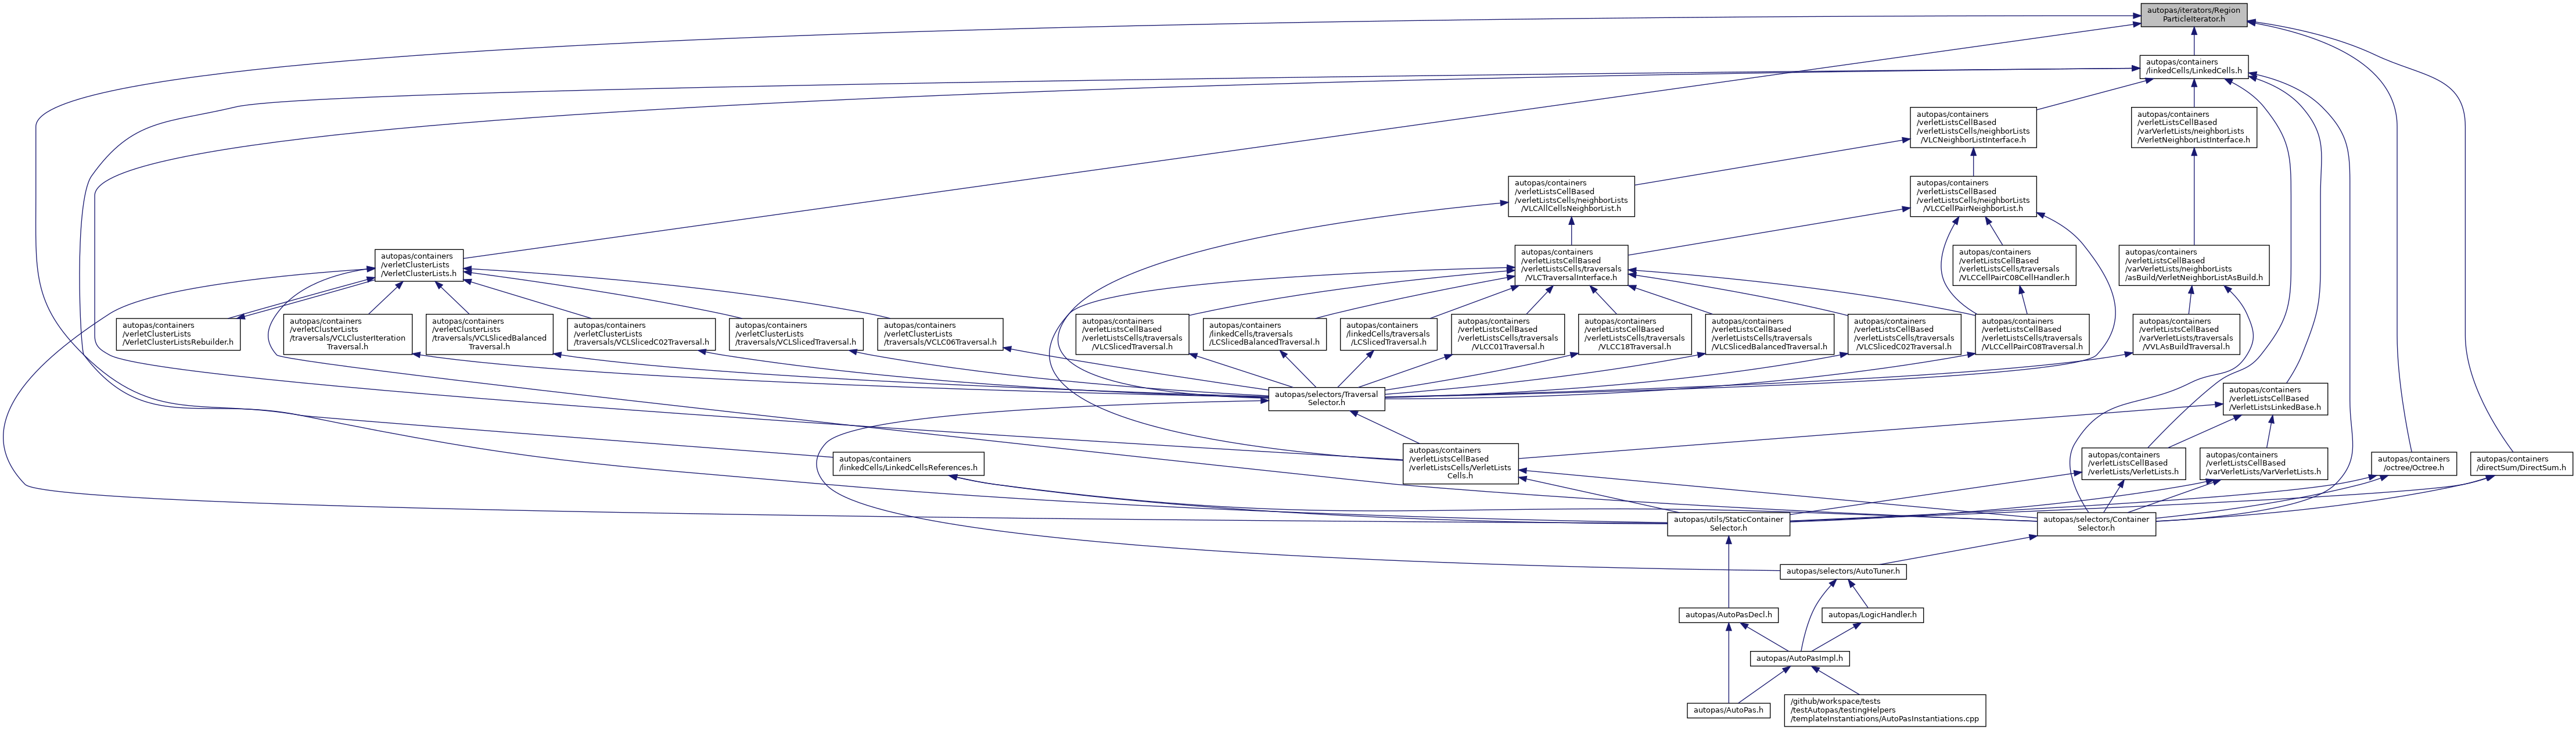 autopas/iterators/Region
ParticleIterator.h
autopas/containers
/linkedCells/LinkedCells.h
autopas/containers
/verletListsCellBased
/verletListsCells/neighborLists
/VLCNeighborListInterface.h
autopas/containers
/verletListsCellBased
/varVerletLists/neighborLists
/VerletNeighborListInterface.h
autopas/containers
/verletListsCellBased
/verletListsCells/neighborLists
/VLCAllCellsNeighborList.h
autopas/containers
/verletListsCellBased
/verletListsCells/neighborLists
/VLCCellPairNeighborList.h
autopas/containers
/verletClusterLists
/VerletClusterLists.h
autopas/containers
/verletListsCellBased
/verletListsCells/traversals
/VLCTraversalInterface.h
autopas/containers
/verletListsCellBased
/verletListsCells/traversals
/VLCCellPairC08CellHandler.h
autopas/containers
/verletListsCellBased
/varVerletLists/neighborLists
/asBuild/VerletNeighborListAsBuild.h
autopas/containers
/verletClusterLists
/VerletClusterListsRebuilder.h
autopas/containers
/verletClusterLists
/traversals/VCLClusterIteration
Traversal.h
autopas/containers
/verletClusterLists
/traversals/VCLSlicedBalanced
Traversal.h
autopas/containers
/verletClusterLists
/traversals/VCLSlicedC02Traversal.h
autopas/containers
/verletClusterLists
/traversals/VCLSlicedTraversal.h
autopas/containers
/verletClusterLists
/traversals/VCLC06Traversal.h
autopas/containers
/verletListsCellBased
/verletListsCells/traversals
/VLCSlicedTraversal.h
autopas/containers
/linkedCells/traversals
/LCSlicedBalancedTraversal.h
autopas/containers
/linkedCells/traversals
/LCSlicedTraversal.h
autopas/containers
/verletListsCellBased
/verletListsCells/traversals
/VLCC01Traversal.h
autopas/containers
/verletListsCellBased
/verletListsCells/traversals
/VLCC18Traversal.h
autopas/containers
/verletListsCellBased
/verletListsCells/traversals
/VLCSlicedBalancedTraversal.h
autopas/containers
/verletListsCellBased
/verletListsCells/traversals
/VLCSlicedC02Traversal.h
autopas/containers
/verletListsCellBased
/verletListsCells/traversals
/VLCCellPairC08Traversal.h
autopas/containers
/verletListsCellBased
/varVerletLists/traversals
/VVLAsBuildTraversal.h
autopas/selectors/Traversal
Selector.h
autopas/containers
/verletListsCellBased
/VerletListsLinkedBase.h
autopas/containers
/linkedCells/LinkedCellsReferences.h
autopas/containers
/verletListsCellBased
/verletListsCells/VerletLists
Cells.h
autopas/containers
/verletListsCellBased
/verletLists/VerletLists.h
autopas/containers
/verletListsCellBased
/varVerletLists/VarVerletLists.h
autopas/containers
/octree/Octree.h
autopas/containers
/directSum/DirectSum.h
autopas/utils/StaticContainer
Selector.h
autopas/selectors/Container
Selector.h
autopas/selectors/AutoTuner.h
autopas/AutoPasDecl.h
autopas/LogicHandler.h
autopas/AutoPasImpl.h
autopas/AutoPas.h
/github/workspace/tests
/testAutopas/testingHelpers
/templateInstantiations/AutoPasInstantiations.cpp